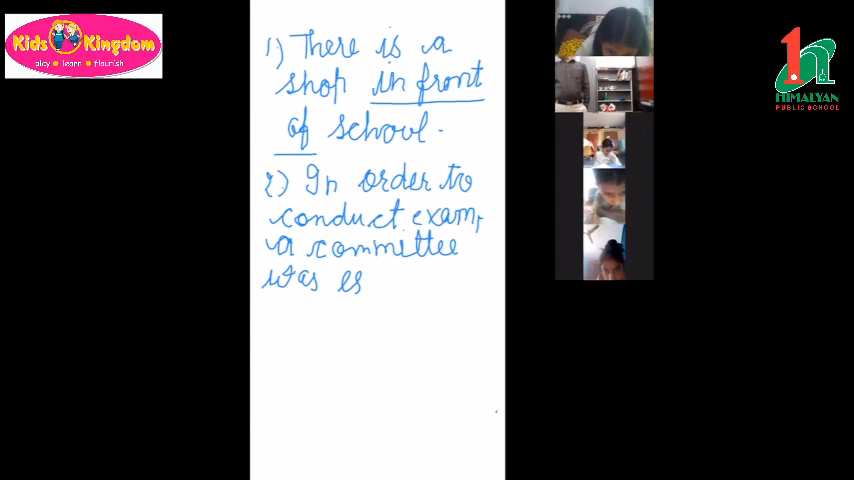 Kids Kingdom
play learn flourish
1) There is a
shop in front
of school.
2) In order to
conduct exam,
a committee
was es
1h
HIMALYAN
PUBLIC SCHOOL